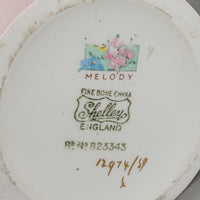 MELODY
FINE BONE CHINA
Shelley
ENGLAND
Rd No 823343
12974/39